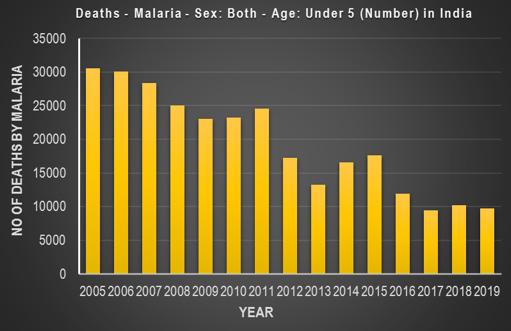 Deaths - Malaria - Sex: Both - Age: Under 5 (Number) in India
NO OF DEATHS BY MALARIA
35000
30000
25000
20000
15000
10000
5000
0
2005 2006 2007 2008 2009 2010 2011 2012 2013 2014 2015 2016 2017 2018 2019
YEAR